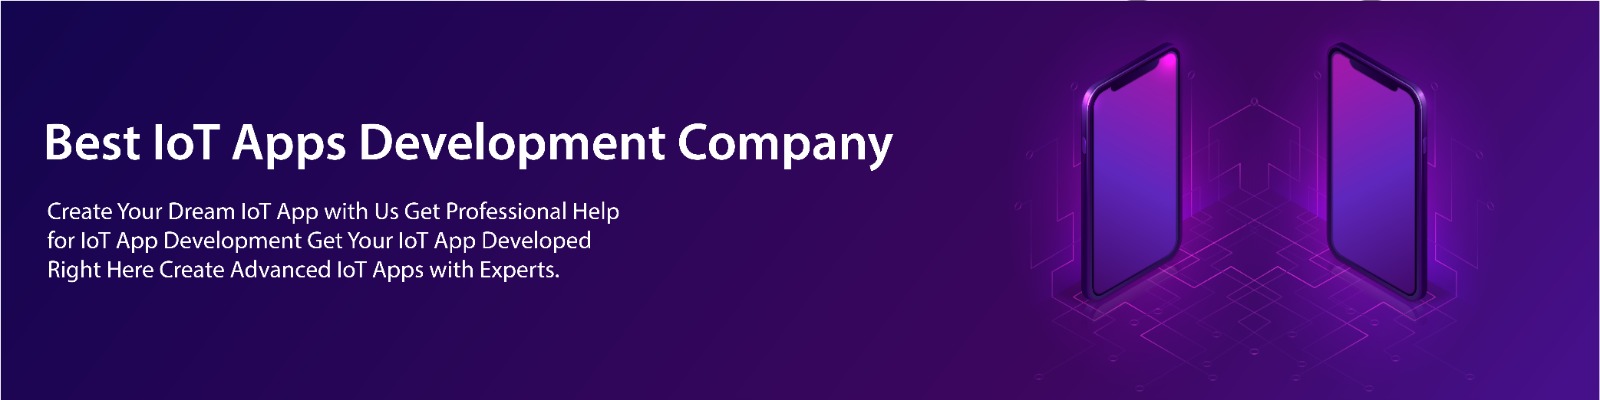 Best IoT Apps Development Company
Create Your Dream IoT App with Us Get Professional Help
for IoT App Development Get Your IoT App Developed
Right Here Create Advanced IoT Apps with Experts.